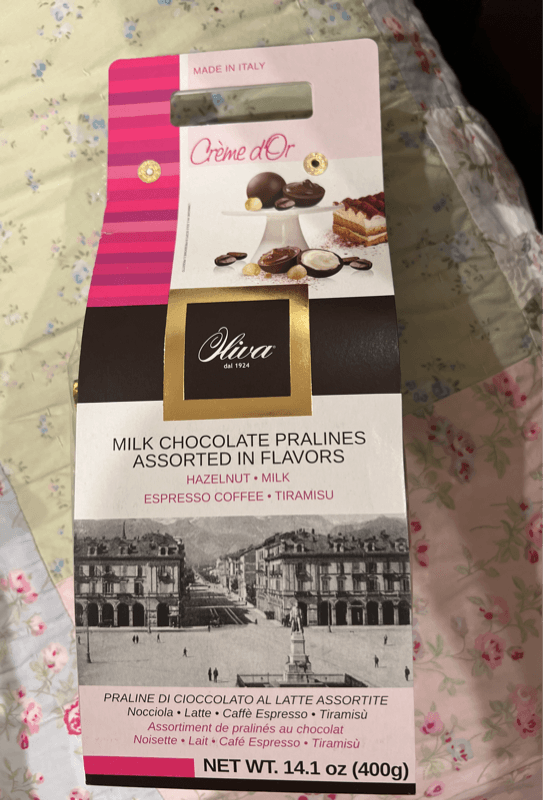 MADE IN ITALY
Crème d'Or
Oliva
dal 1924
MILK CHOCOLATE PRALINES
ASSORTED IN FLAVORS
HAZELNUT • MILK
ESPRESSO COFFEE • TIRAMISU
PRALINE DI CIOCCOLATO AL LATTE ASSORTITE
Nocciola • Latte • Caffè Espresso • Tiramisù
Assortiment de pralinés au chocolat
Noisette • Lait • Café Espresso • Tiramisù
NET WT. 14.1 oz (400g)